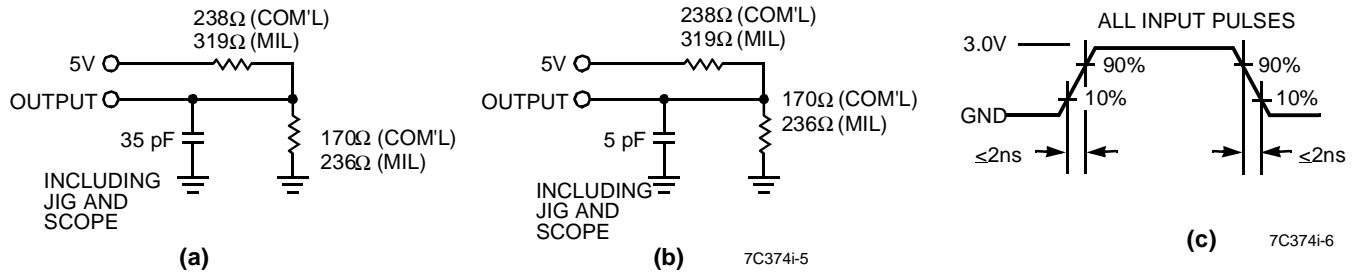 238Ω (COM'L)
319Ω (MIL)
5V
OUTPUT
35 pF
170Ω (COM'L)
236Ω (MIL)
INCLUDING
JIG AND
SCOPE
(a)
238Ω (COM'L)
319Ω (MIL)
5V
OUTPUT
5 pF
170Ω (COM'L)
236Ω (MIL)
INCLUDING
JIG AND
SCOPE
(b)
7C374i-5
ALL INPUT PULSES
3.0V
90%
10%
90%
10%
GND
≤2ns
≤2ns
(c)
7C374i-6